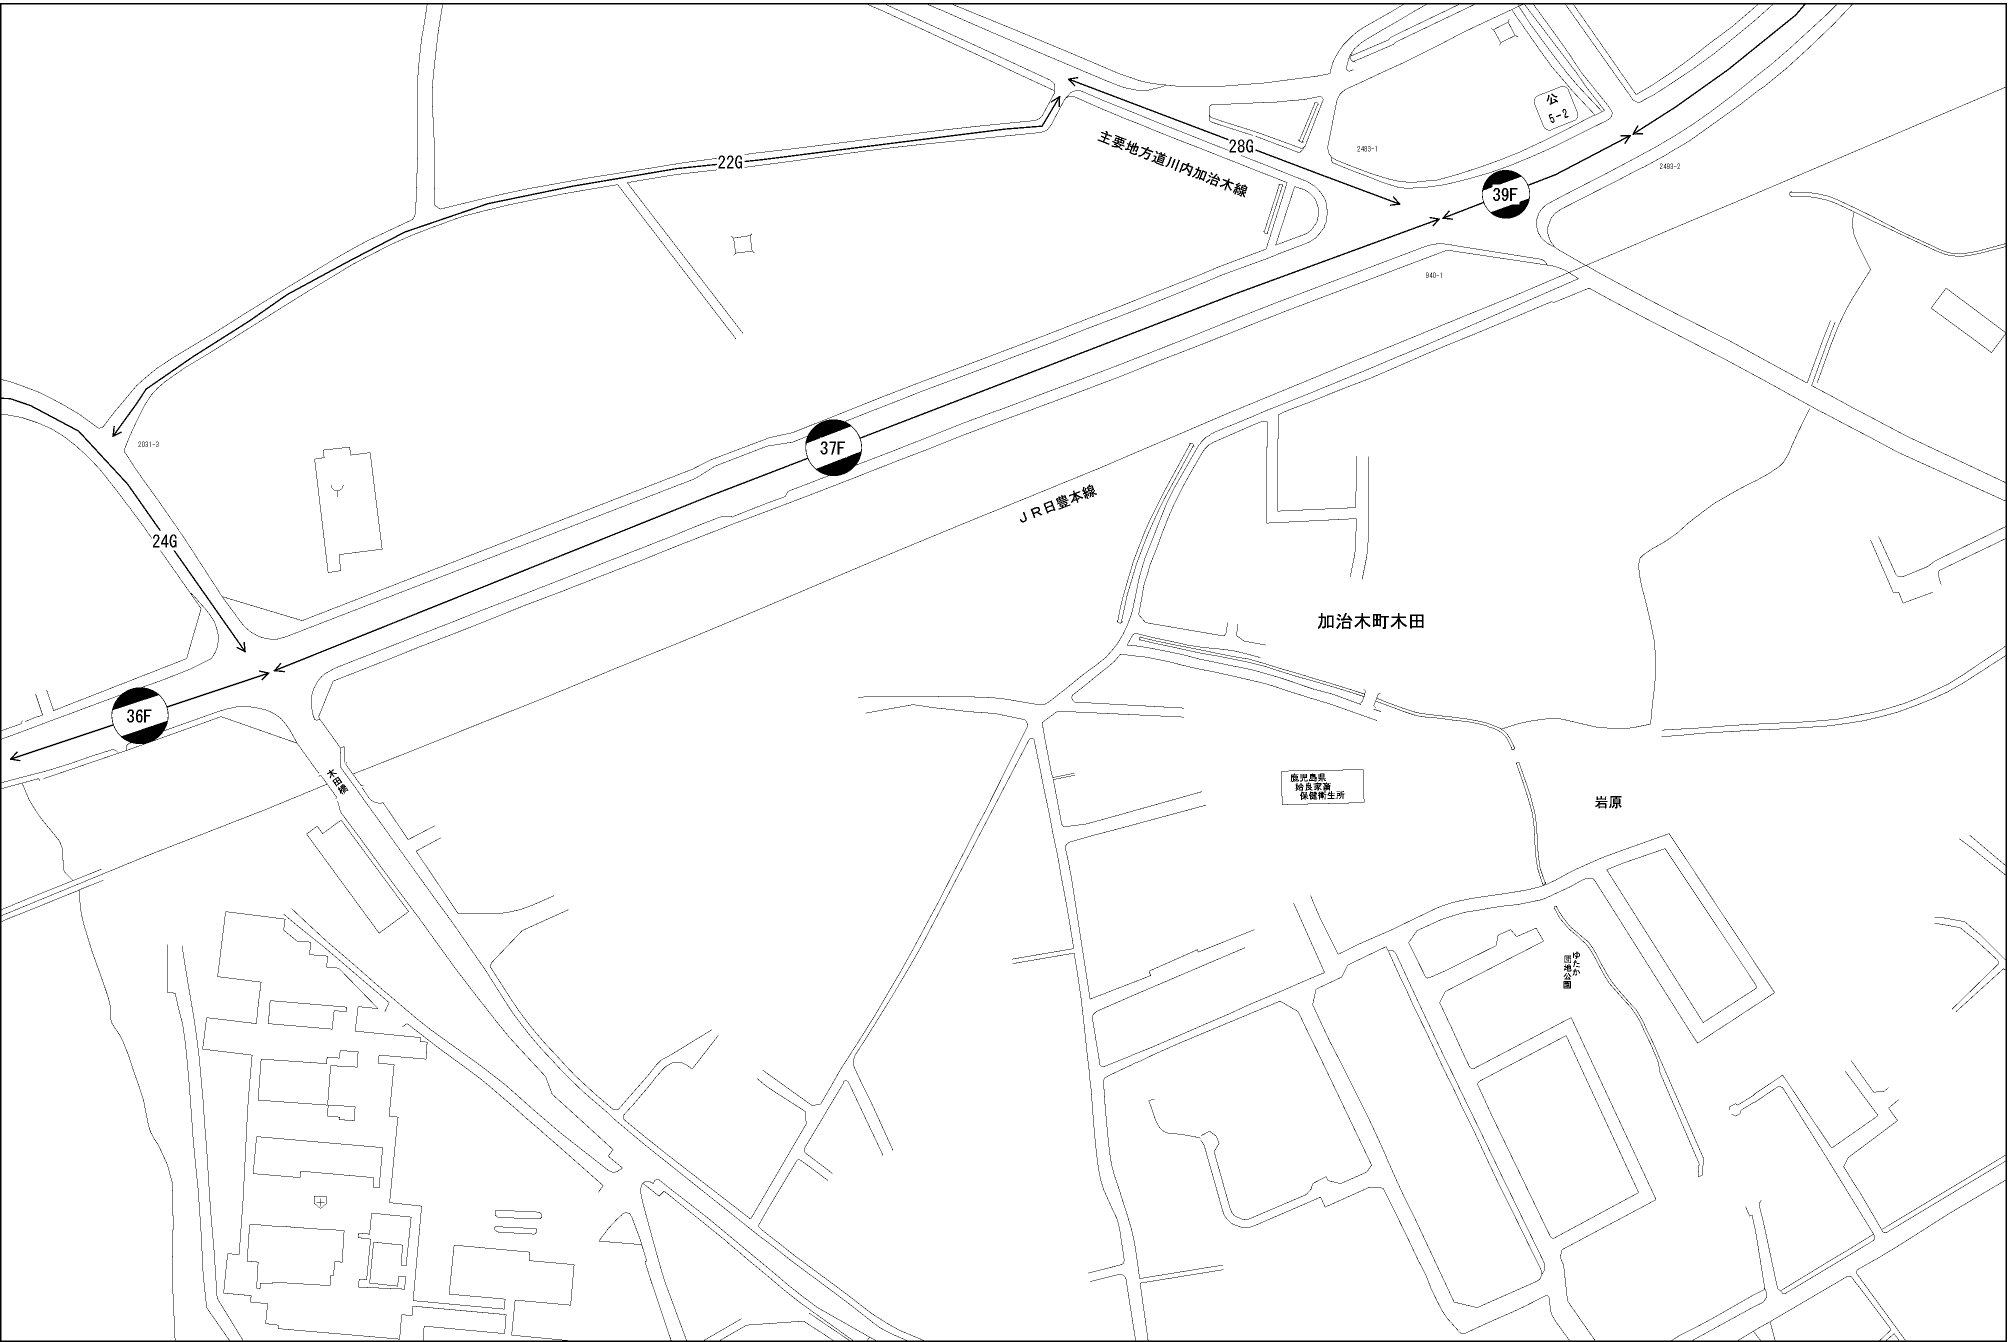 公
5-2
28G
主要地方道川内加治木線
2483-1
22G
2493-2
39F
940-1
2031-3
37F
JR日豊本線
24G
加治木町木田
36F
木田線
鹿児島県
姶良家畜
保健衛生所
岩原
ゆたか
団地公園